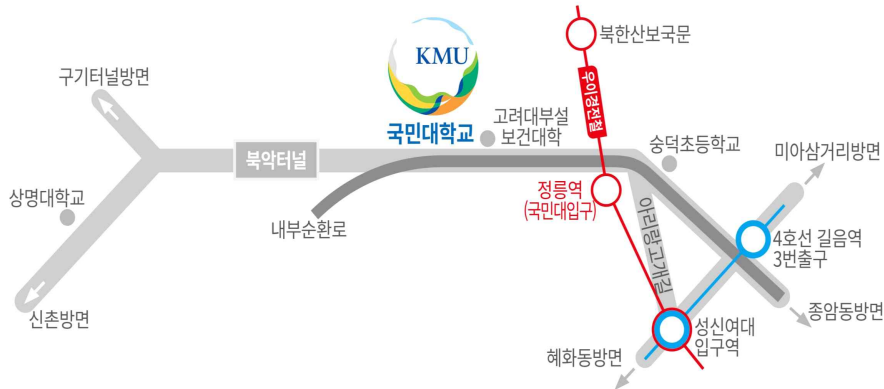 북한산보국문
KMU
구기터널방면
우이경전철
국민대학교
고려대부설
보건대학
숭덕초등학교
북악터널
미아삼거리방면
정릉역
(국민대입구)
상명대학교
내부순환로
아리랑고개길
4호선 길음역
3번출구
신촌방면
종암동방면
성신여대
입구역
혜화동방면